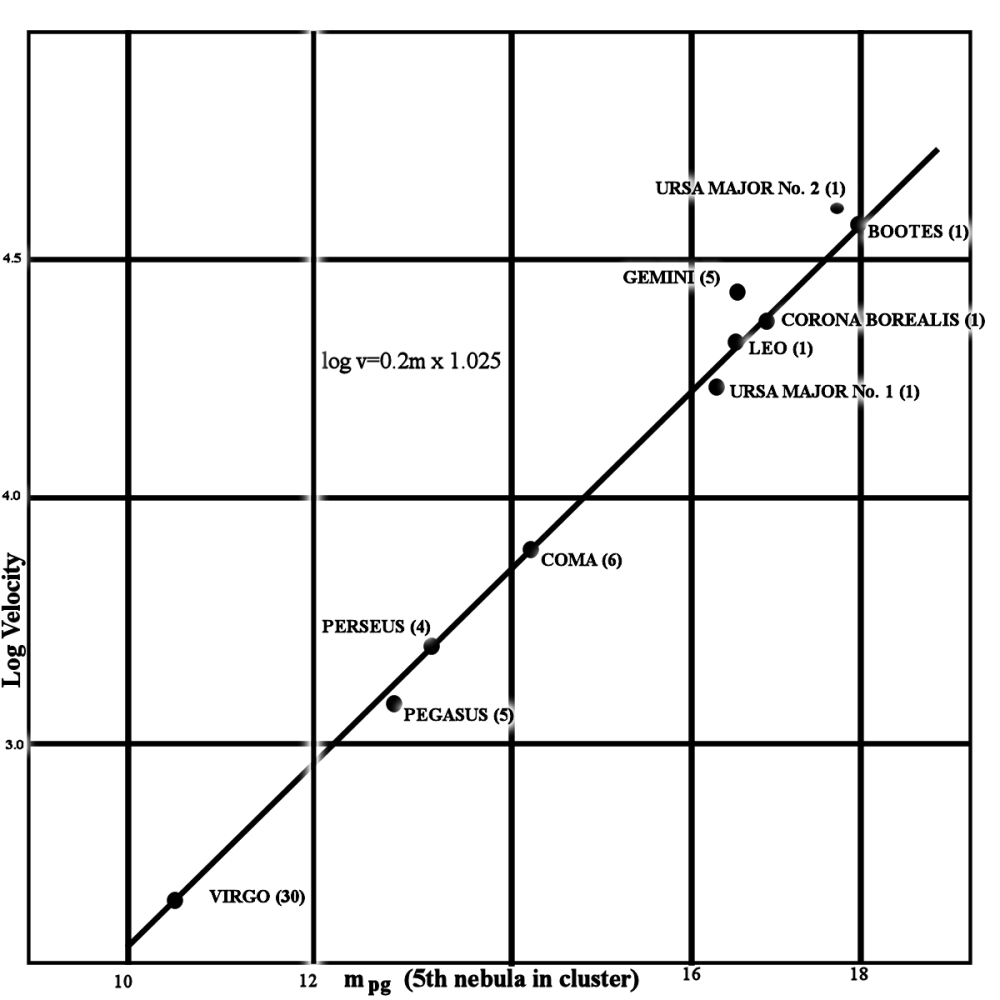 URSA MAJOR No. 2 (1)
BOOTES (1)
4.5
GEMINI (5)
CORONA BOREALIS (1)
LEO (1)
log v=0.2m x 1.025
URSA MAJOR No. 1 (1)
4.0
COMA (6)
Log Velocity
PERSEUS (4)
PEGASUS (5)
3.0
VIRGO (30)
10
12
16
18
mpg (5th nebula in cluster)